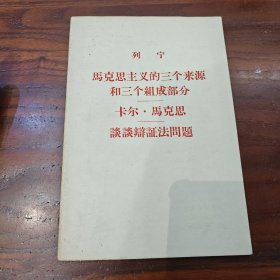 列宁
馬克思主义的三个来源
和三个組成部分
卡尔·馬克思
談談辯証法問題